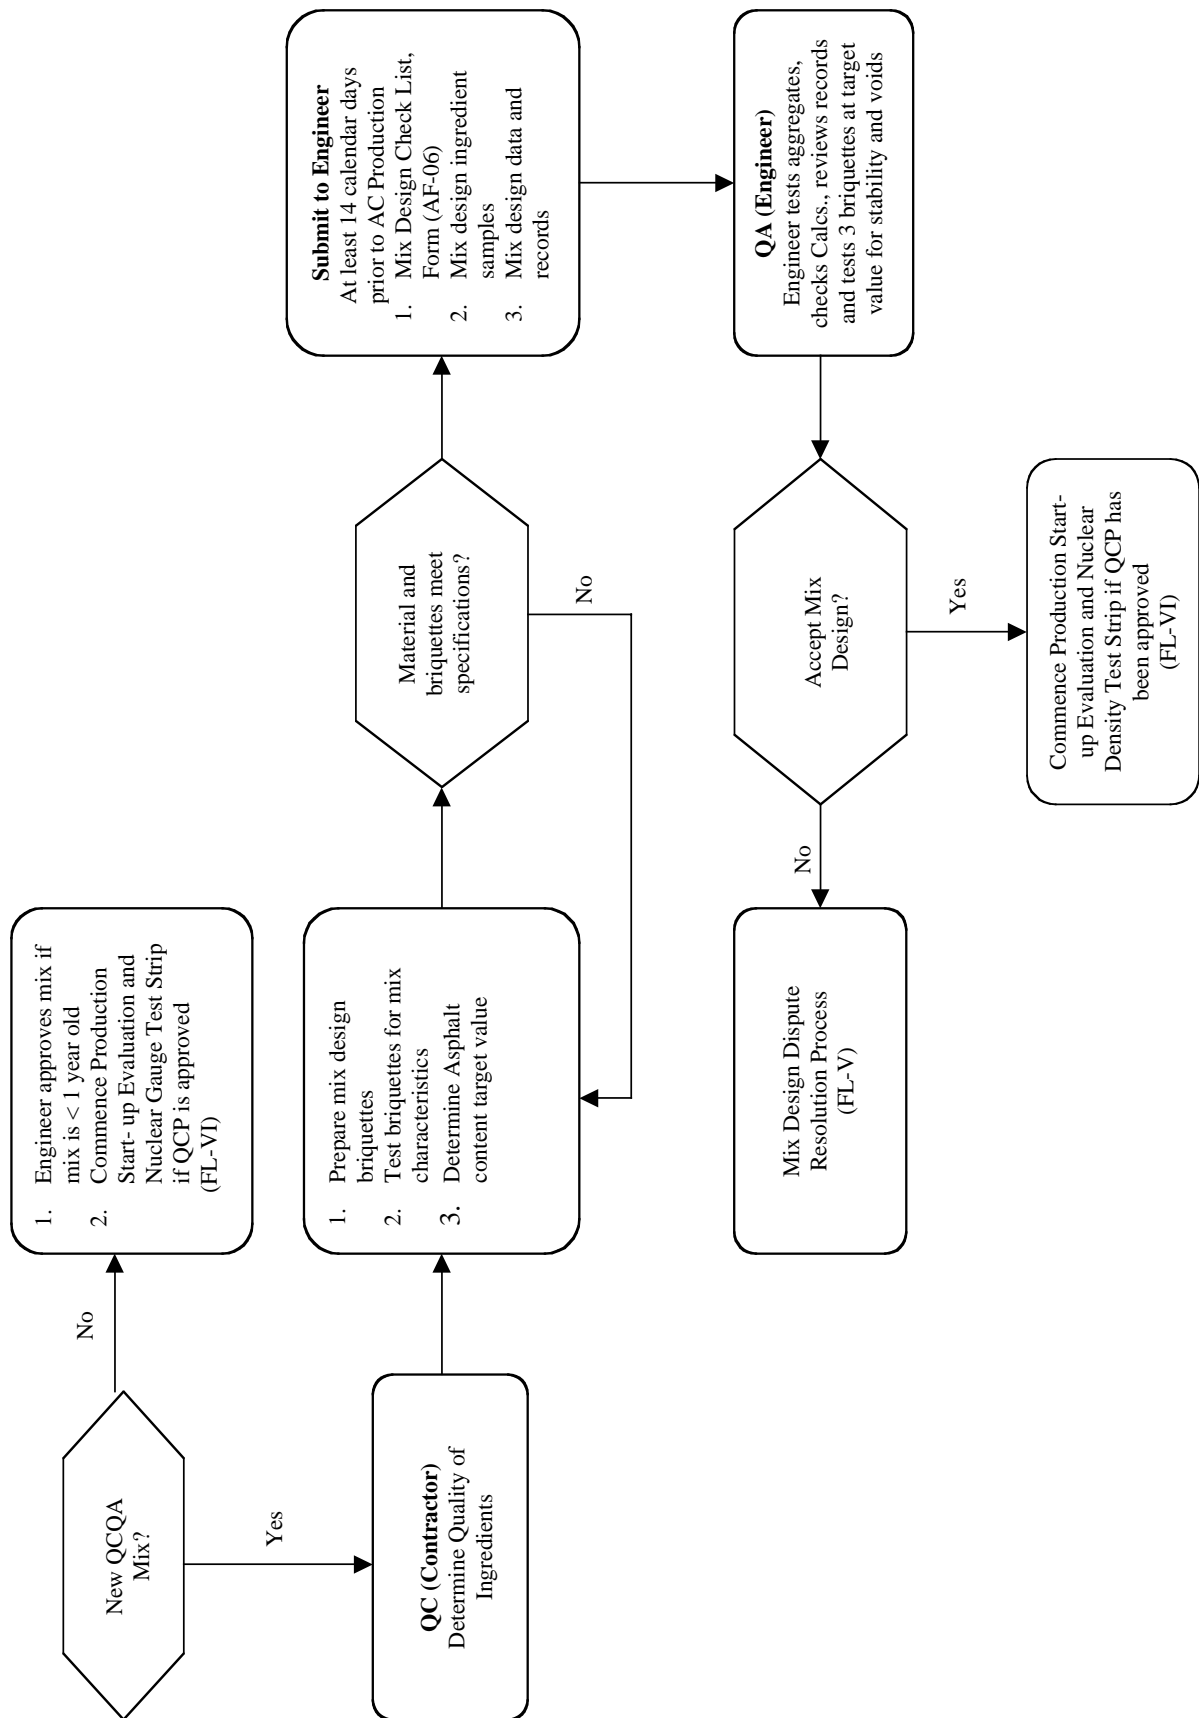 New QCQA
Mix?
No
1. Engineer approves mix if
mix is < 1 year old
2. Commence Production
Start- up Evaluation and
Nuclear Gauge Test Strip
if QCP is approved
(FL-VI)
Yes
QC (Contractor)
Determine Quality of
Ingredients
1. Prepare mix design
briquettes
2. Test briquettes for mix
characteristics
3. Determine Asphalt
content target value
Material and
briquettes meet
specifications?
No
Submit to Engineer
At least 14 calendar days
prior to AC Production
1. Mix Design Check List,
Form (AF-06)
2. Mix design ingredient
samples
3. Mix design data and
records
QA (Engineer)
Engineer tests aggregates,
checks Calcs., reviews records
and tests 3 briquettes at target
value for stability and voids
Accept Mix
Design?
No
Mix Design Dispute
Resolution Process
(FL-V)
Yes
Commence Production Start-
up Evaluation and Nuclear
Density Test Strip if QCP has
been approved
(FL-VI)